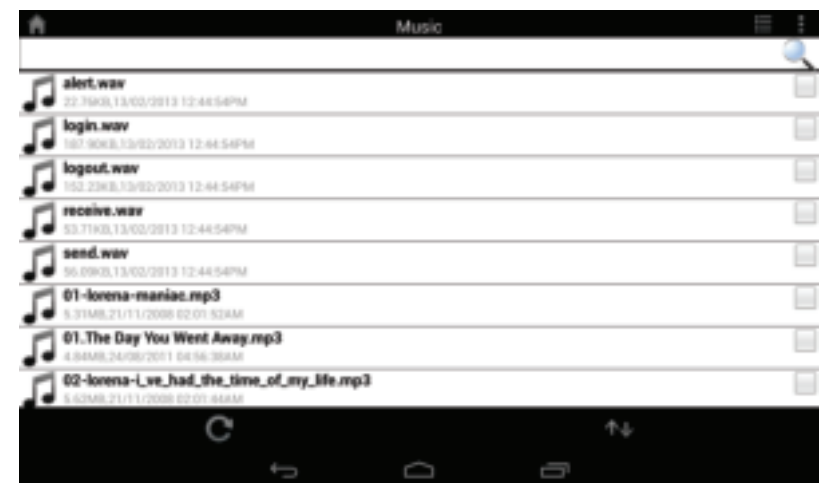 Music
alert.wav
22.76KB,13/02/2013 12:44:54PM
login.wav
187.90KB,13/02/2013 12:44:54PM
logout.wav
152.23KB,13/02/2013 12:44:54PM
receive.wav
53.71KB,13/02/2013 12:44:54PM
send.wav
96.09KB,13/02/2013 12:44:54PM
01-lorena-maniac.mp3
5.31MB,21/11/2008 02:01:52AM
01.The Day You Went Away.mp3
4.84MB,24/08/2011 04:56:38AM
02-lorena-i_ve_had_the_time_of_my_life.mp3
5.63MB,21/11/2008 02:01:44AM